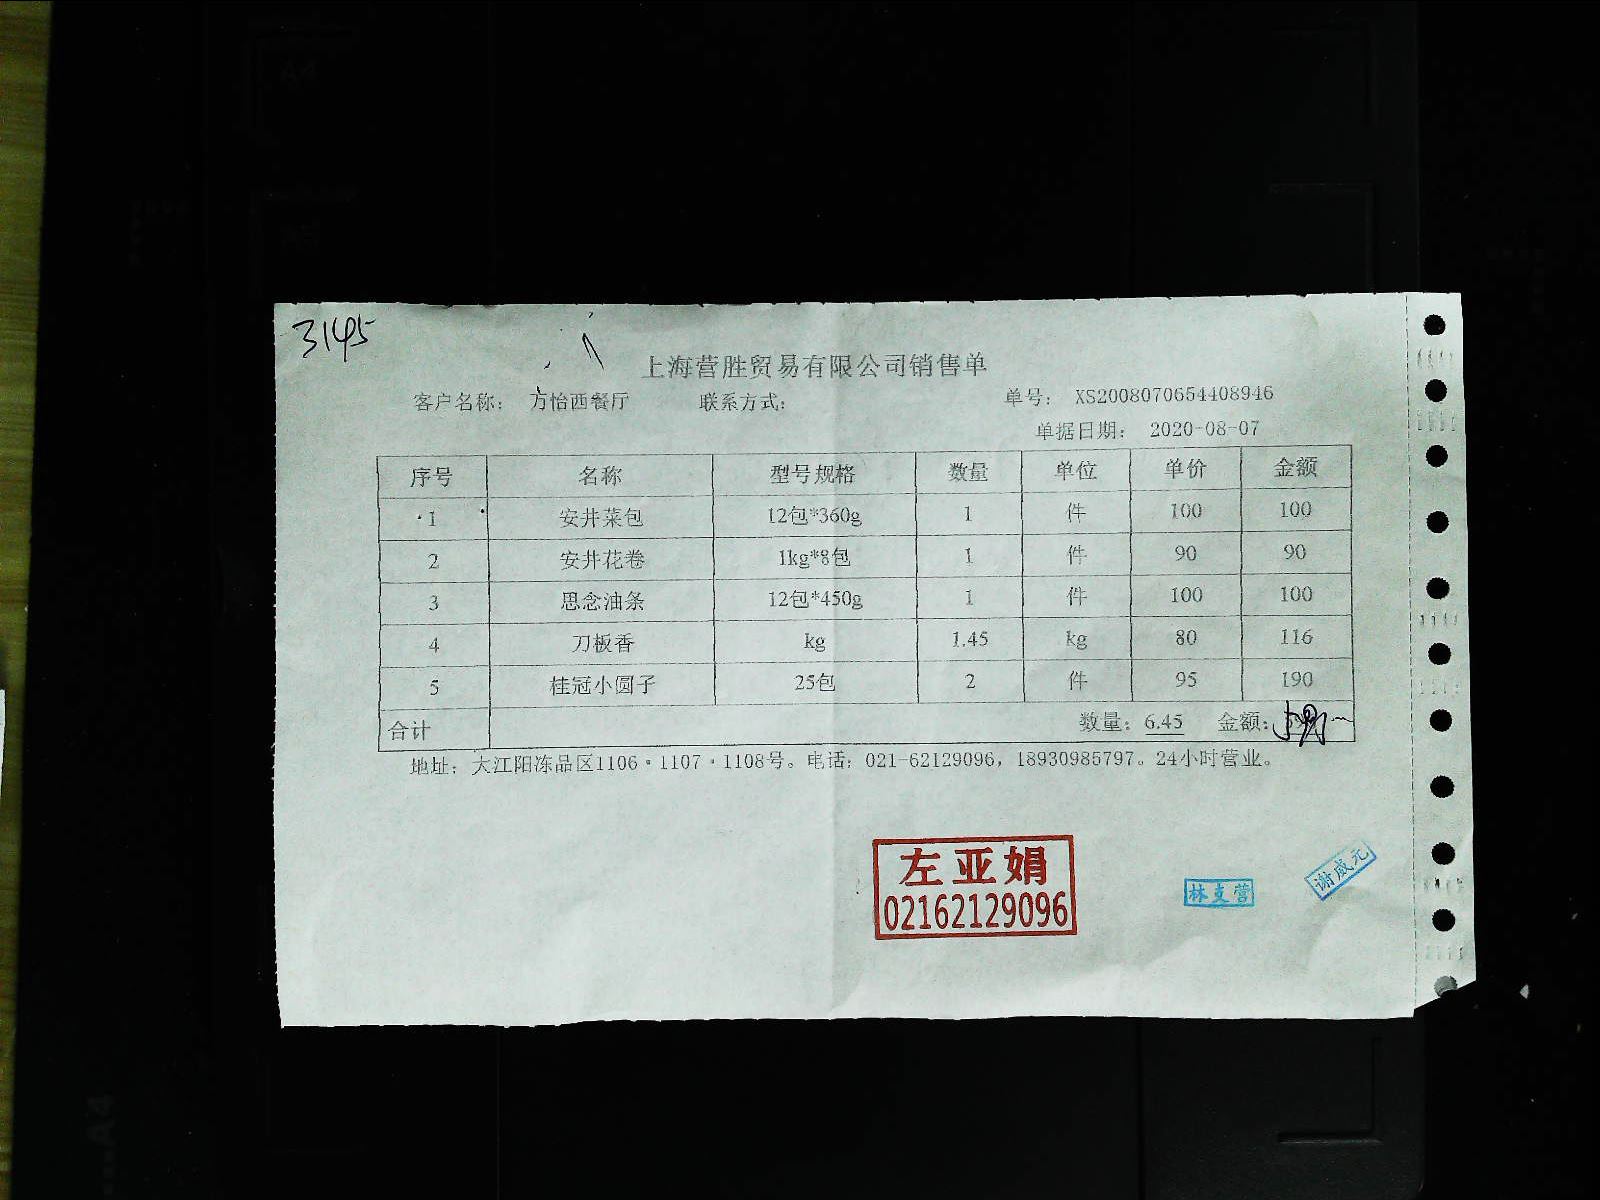 3145
上海营胜贸易有限公司销售单
客户名称： 方怡西餐厅 联系方式： 单号： XS2008070654408946
单据日期： 2020-08-07
序号 名称 型号规格 数量 单位 单价 金额
1 安井菜包 12包*360g 1 件 100 100
2 安井花卷 1kg*8包 1 件 90 90
3 思念油条 12包*450g 1 件 100 100
4 刀板香 kg 1.45 kg 80 116
5 桂冠小圆子 25包 2 件 95 190
合计 数量：6.45 金额：
地址：大江阳冻品区1106·1107·1108号。电话：021-62129096，18930985797。24小时营业。
左亚娟
02162129096
林支营
谢咸元
A4
A5
A4